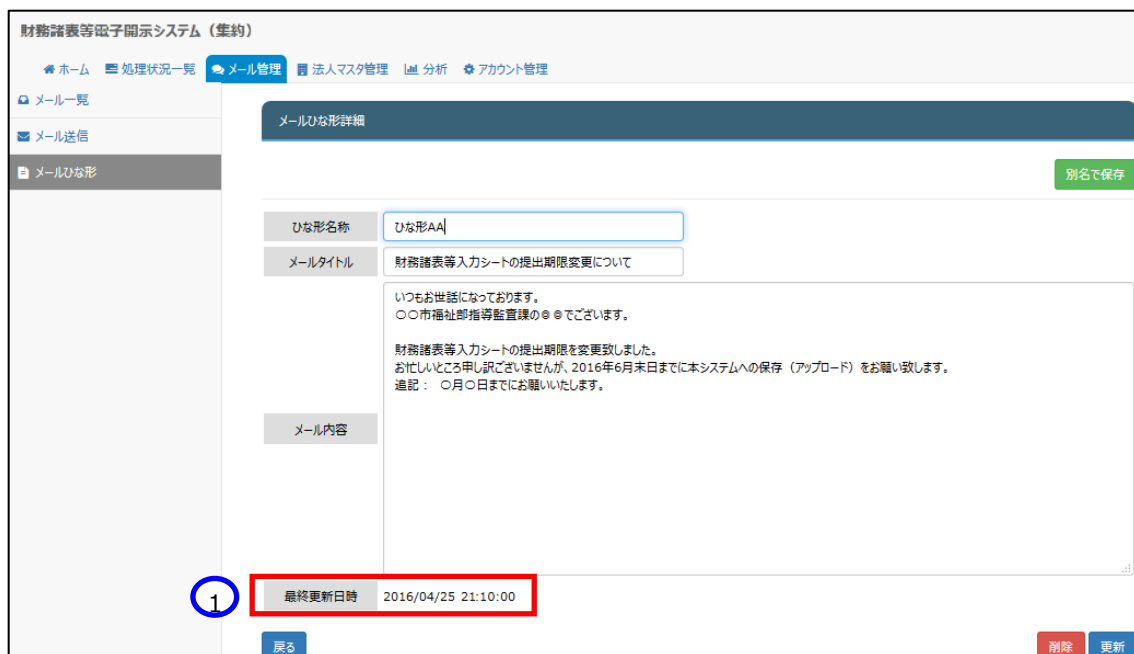 財務諸表等電子開示システム（集約）
ホーム 処理状況一覧 メール管理 法人マスタ管理 分析 アカウント管理
メール一覧
メール送信
メールひな形
メールひな形詳細
別名で保存
ひな形名称 ひな形AA
メールタイトル 財務諸表等入力シートの提出期限変更について
いつもお世話になっております。
〇〇市福祉部指導監査課の◎◎でございます。
財務諸表等入力シートの提出期限を変更致しました。
お忙しいところ申し訳ございませんが、2016年6月末日までに本システムへの保存（アップロード）をお願い致します。
追記： 〇月〇日までにお願いいたします。
メール内容
1 最終更新日時 2016/04/25 21:10:00
戻る 削除 更新